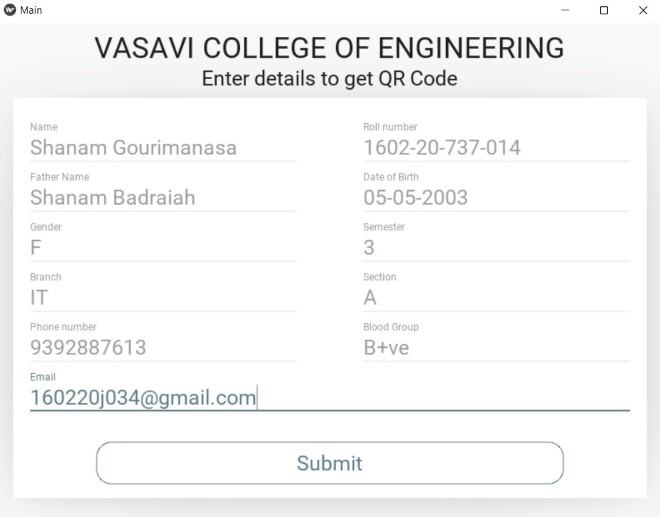 Main
VASAVI COLLEGE OF ENGINEERING
Enter details to get QR Code
Name
Shanam Gourimanasa
Roll number
1602-20-737-014
Father Name
Shanam Badraiah
Date of Birth
05-05-2003
Gender
F
Semester
3
Branch
IT
Section
A
Phone number
9392887613
Blood Group
B+ve
Email
160220j034@gmail.com
Submit